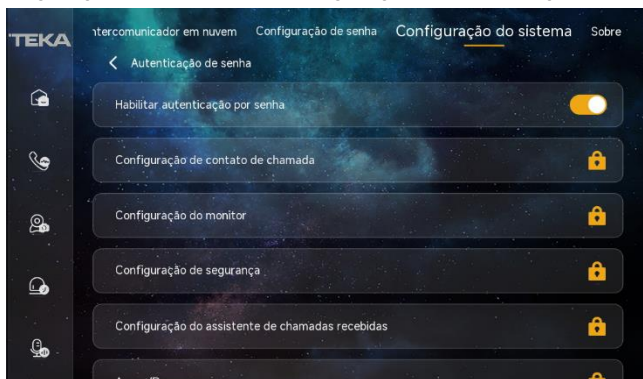 TEKA
ntercomunicador em nuvem Configuração de senha Configuração do sistema Sobre
Autenticação de senha
Habilitar autenticação por senha
Configuração de contato de chamada
Configuração do monitor
Configuração de segurança
Configuração do assistente de chamadas recebidas